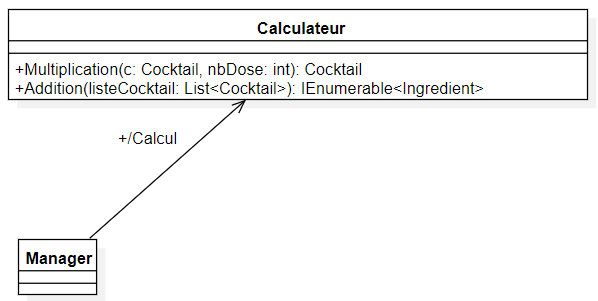 Calculateur
+Multiplication(c: Cocktail, nbDose: int): Cocktail
+Addition(listeCocktail: List<Cocktail>): IEnumerable<Ingredient>
+/Calcul
Manager